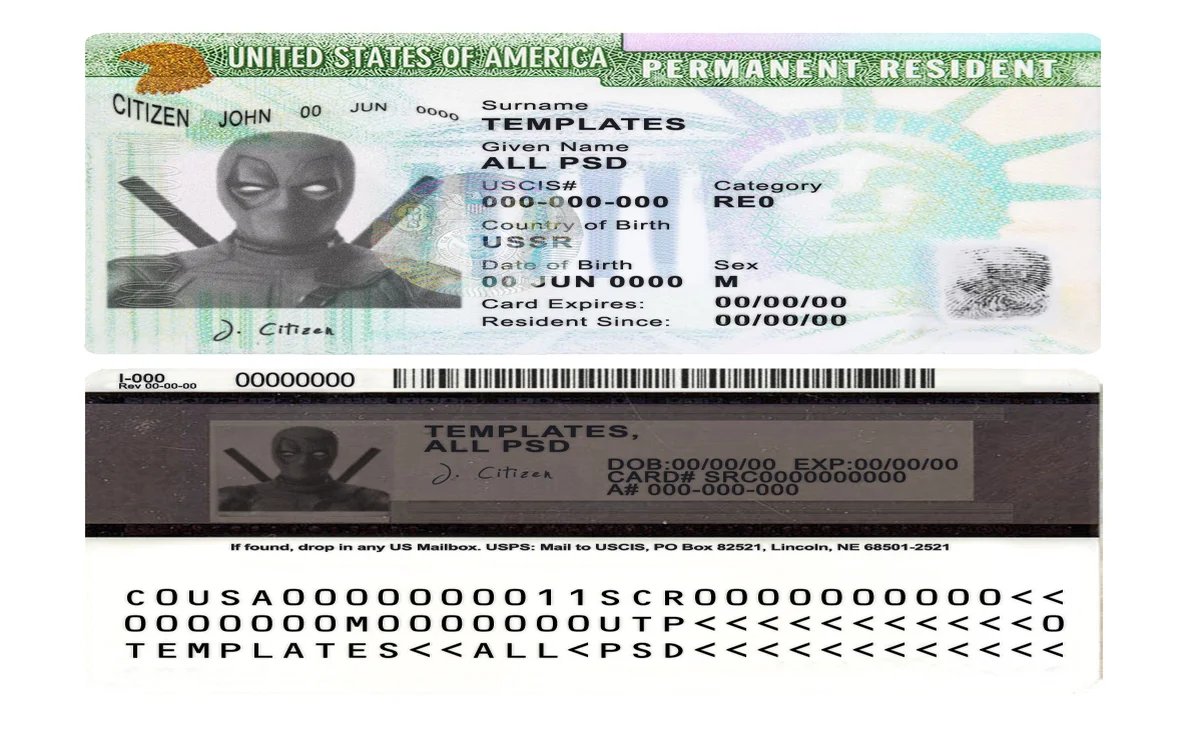 UNITED STATES OF AMERICA
PERMANENT RESIDENT
CITIZEN JOHN 00 JUN 0000
Surname
TEMPLATES
Given Name
ALL PSD
USCIS# Category
000-000-000 RE0
Country of Birth
USSR
Date of Birth Sex
00 JUN 0000 M
Card Expires: 00/00/00
Resident Since: 00/00/00
J. Citizen
I-000
Rev 00-00-00
00000000
TEMPLATES,
ALL PSD
J. Citizen
DOB:00/00/00 EXP:00/00/00
CARD# SRC0000000000
A# 000-000-000
If found, drop in any US Mailbox. USPS: Mail to USCIS, PO Box 82521, Lincoln, NE 68501-2521
COUSA0000000011SCR00000000000<<
0000000M0000000UTP<<<<<<<<<<<<0
TEMPLATES<<ALL<PSD<<<<<<<<<<<<<